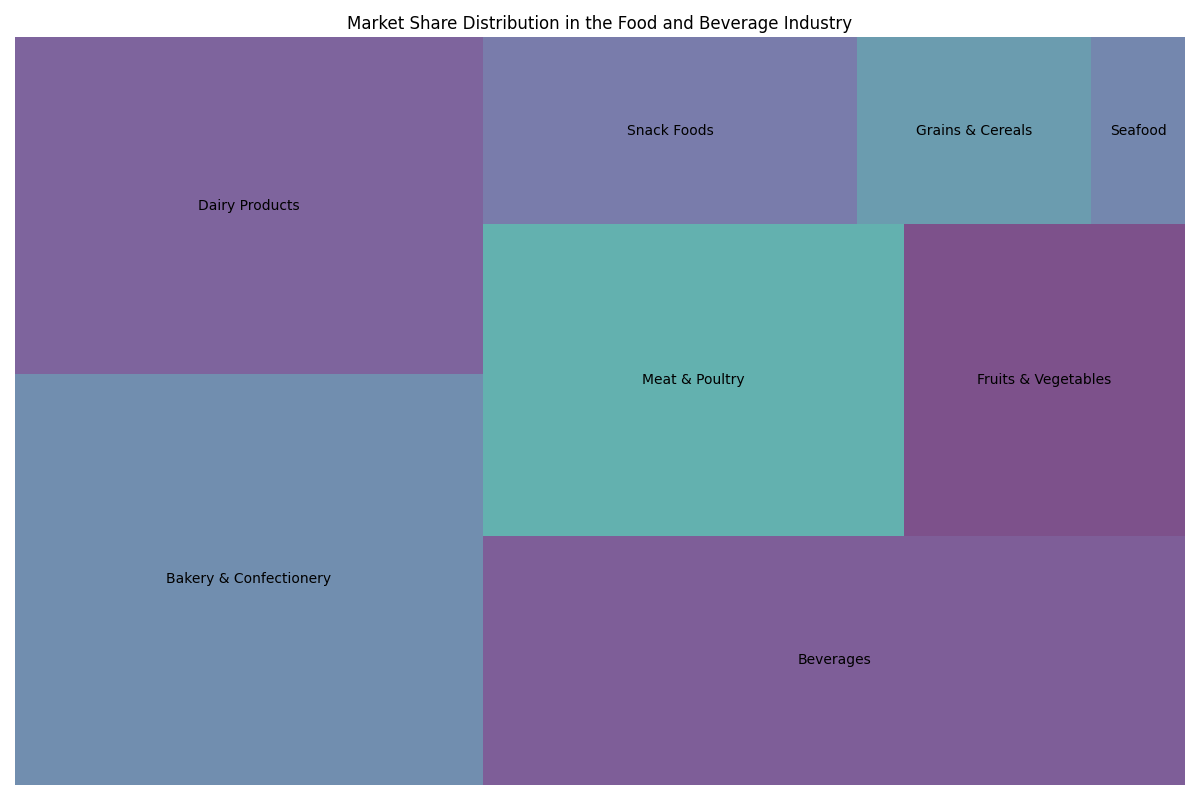 Market Share Distribution in the Food and Beverage Industry
Snack Foods
Grains & Cereals
Seafood
Dairy Products
Meat & Poultry
Fruits & Vegetables
Bakery & Confectionery
Beverages